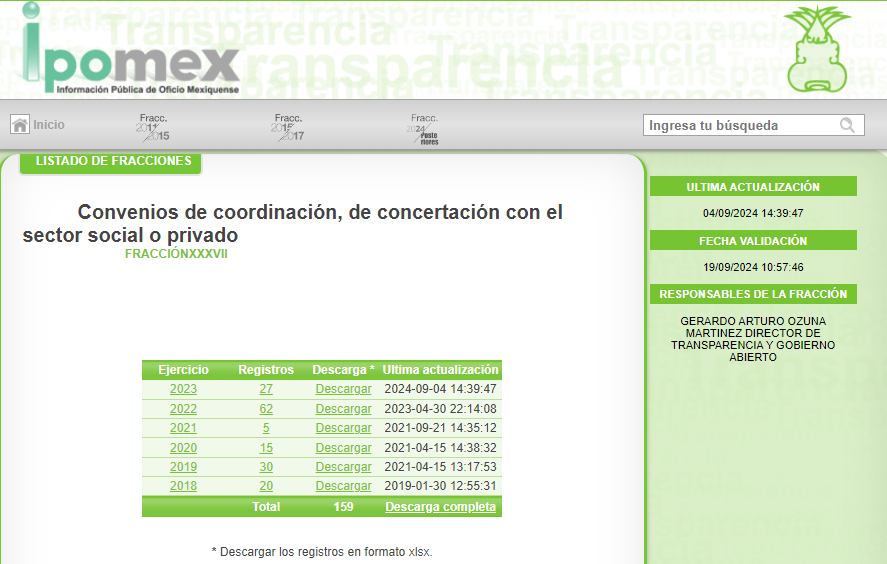 ipomex
Información Pública de Oficio Mexiquense
Inicio
Fracc.
2011
2015
Fracc.
2015
2017
Fracc.
2024
Poste
riores
Ingresa tu búsqueda
LISTADO DE FRACCIONES
Convenios de coordinación, de concertación con el
sector social o privado
FRACCIÓNXXXVII
Ejercicio Registros Descarga * Ultima actualización
2023 27 Descargar 2024-09-04 14:39:47
2022 62 Descargar 2023-04-30 22:14:08
2021 5 Descargar 2021-09-21 14:35:12
2020 15 Descargar 2021-04-15 14:38:32
2019 30 Descargar 2021-04-15 13:17:53
2018 20 Descargar 2019-01-30 12:55:31
Total 159 Descarga completa
* Descargar los registros en formato xlsx.
ULTIMA ACTUALIZACIÓN
04/09/2024 14:39:47
FECHA VALIDACIÓN
19/09/2024 10:57:46
RESPONSABLES DE LA FRACCIÓN
GERARDO ARTURO OZUNA
MARTINEZ DIRECTOR DE
TRANSPARENCIA Y GOBIERNO
ABIERTO